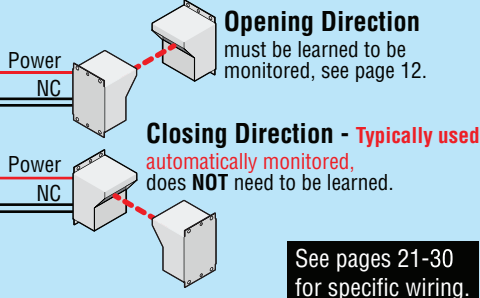 Opening Direction
must be learned to be
monitored, see page 12.
Power
NC
Closing Direction - Typically used
automatically monitored,
does NOT need to be learned.
Power
NC
See pages 21-30
for specific wiring.